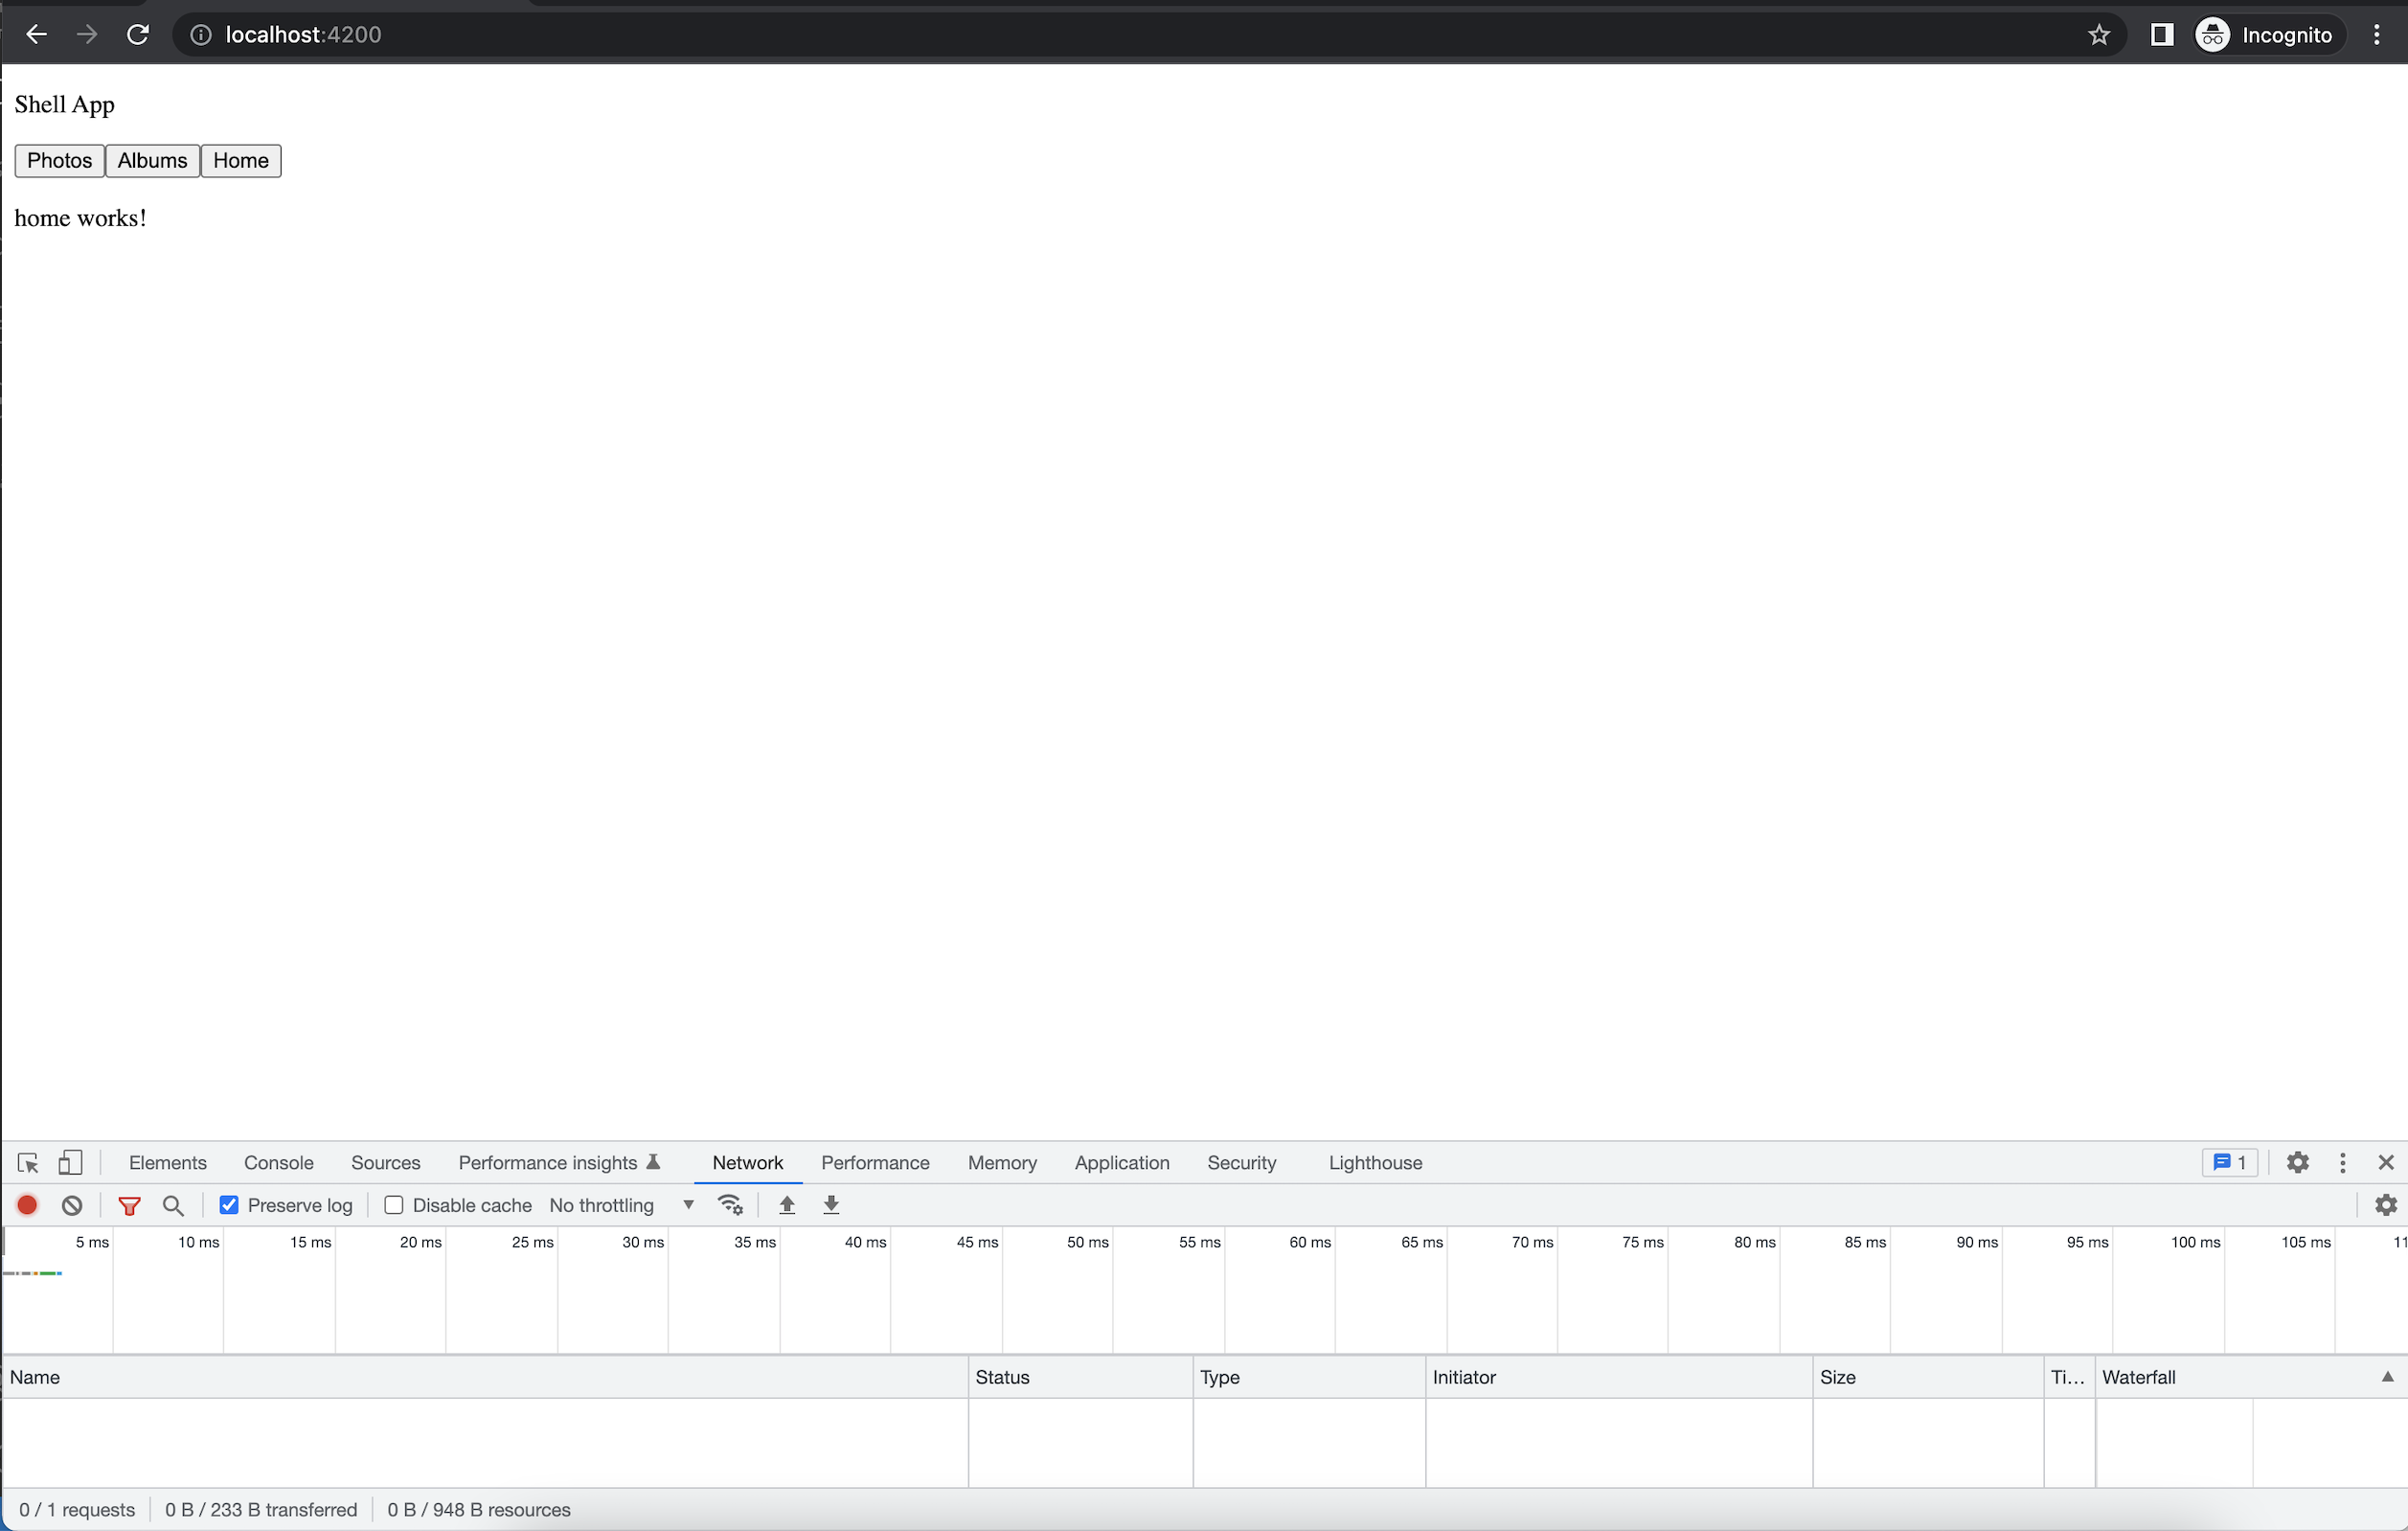 localhost:4200 Incognito
Shell App
Photos Albums Home
home works!
Elements Console Sources Performance insights Network Performance Memory Application Security Lighthouse 1
Preserve log Disable cache No throttling
5 ms 10 ms 15 ms 20 ms 25 ms 30 ms 35 ms 40 ms 45 ms 50 ms 55 ms 60 ms 65 ms 70 ms 75 ms 80 ms 85 ms 90 ms 95 ms 100 ms 105 ms 11
Name Status Type Initiator Size Ti... Waterfall
0 / 1 requests 0 B / 233 B transferred 0 B / 948 B resources